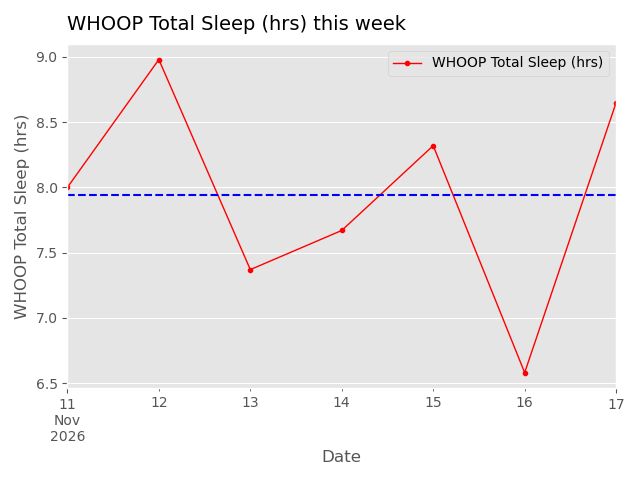 WHOOP Total Sleep (hrs) this week
WHOOP Total Sleep (hrs)
WHOOP Total Sleep (hrs)
9.0
8.5
8.0
7.5
7.0
6.5
11 12 13 14 15 16 17
Nov
2026
Date